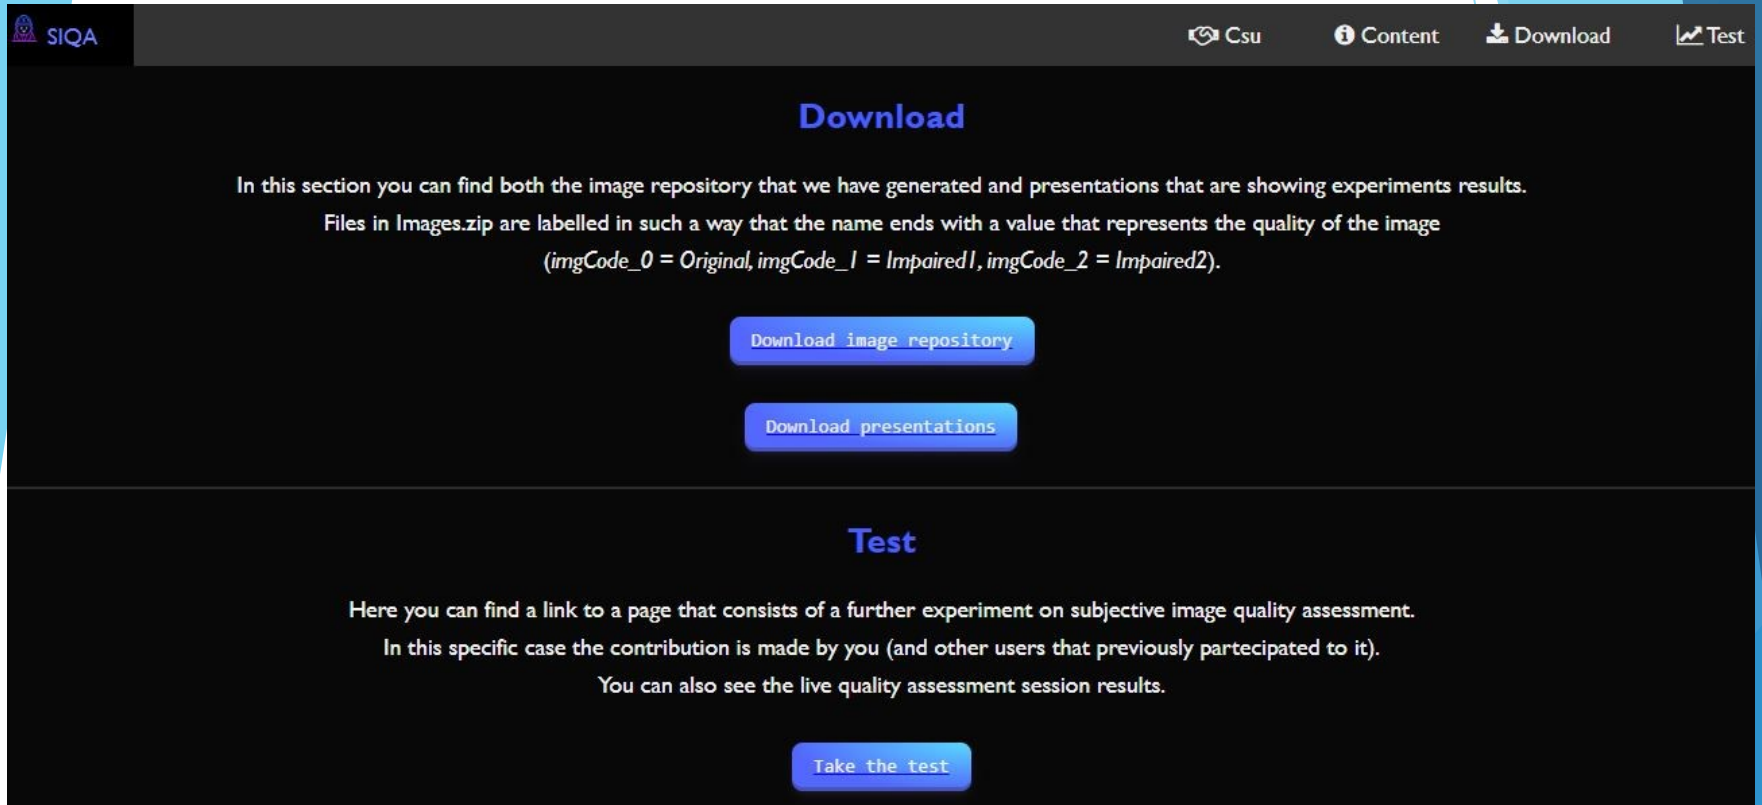 SIQA
Csu
Content
Download
Test
Download
In this section you can find both the image repository that we have generated and presentations that are showing experiments results.
Files in Images.zip are labelled in such a way that the name ends with a value that represents the quality of the image
(imgCode_0 = Original, imgCode_1 = Impaired1, imgCode_2 = Impaired2).
Download image repository
Download presentations
Test
Here you can find a link to a page that consists of a further experiment on subjective image quality assessment.
In this specific case the contribution is made by you (and other users that previously partecipated to it).
You can also see the live quality assessment session results.
Take the test